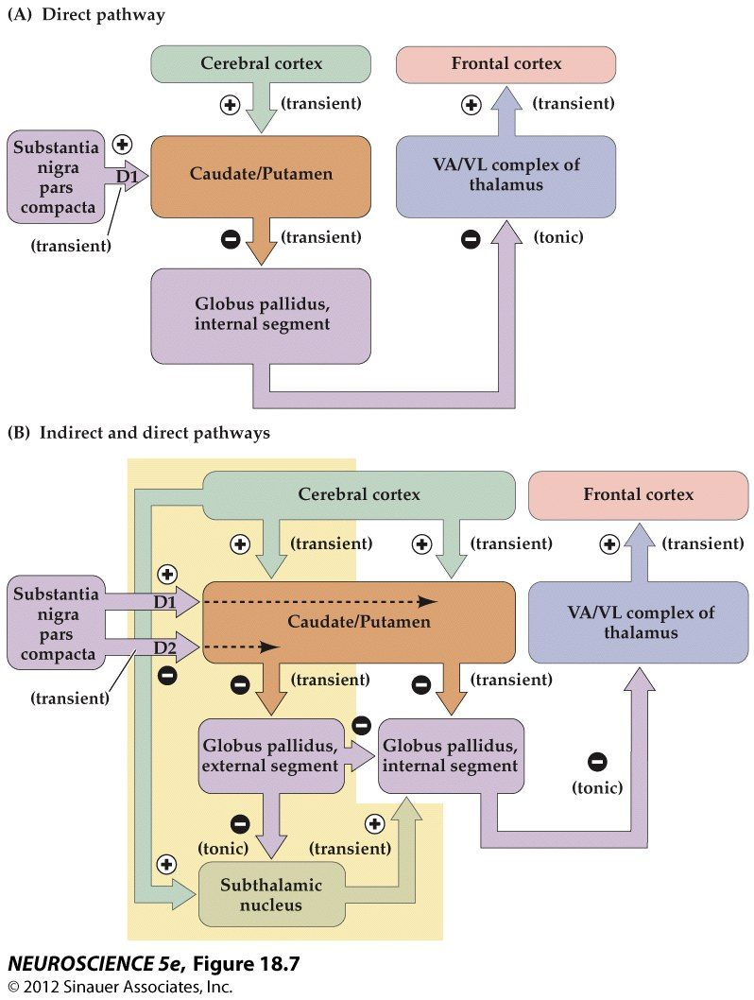 (A) Direct pathway
Cerebral cortex
Frontal cortex
+ (transient)
+ (transient)
Substantia
nigra
pars
compacta
+
D1
(transient)
Caudate/Putamen
VA/VL complex of
thalamus
− (transient)
− (tonic)
Globus pallidus,
internal segment
(B) Indirect and direct pathways
Cerebral cortex
Frontal cortex
+ (transient)
+ (transient)
+ (transient)
Substantia
nigra
pars
compacta
+
D1
D2
−
(transient)
Caudate/Putamen
VA/VL complex of
thalamus
− (transient)
− (transient)
Globus pallidus,
external segment
−
Globus pallidus,
internal segment
−
(tonic)
−
(tonic)
+
(transient)
+
Subthalamic
nucleus
NEUROSCIENCE 5e, Figure 18.7
© 2012 Sinauer Associates, Inc.